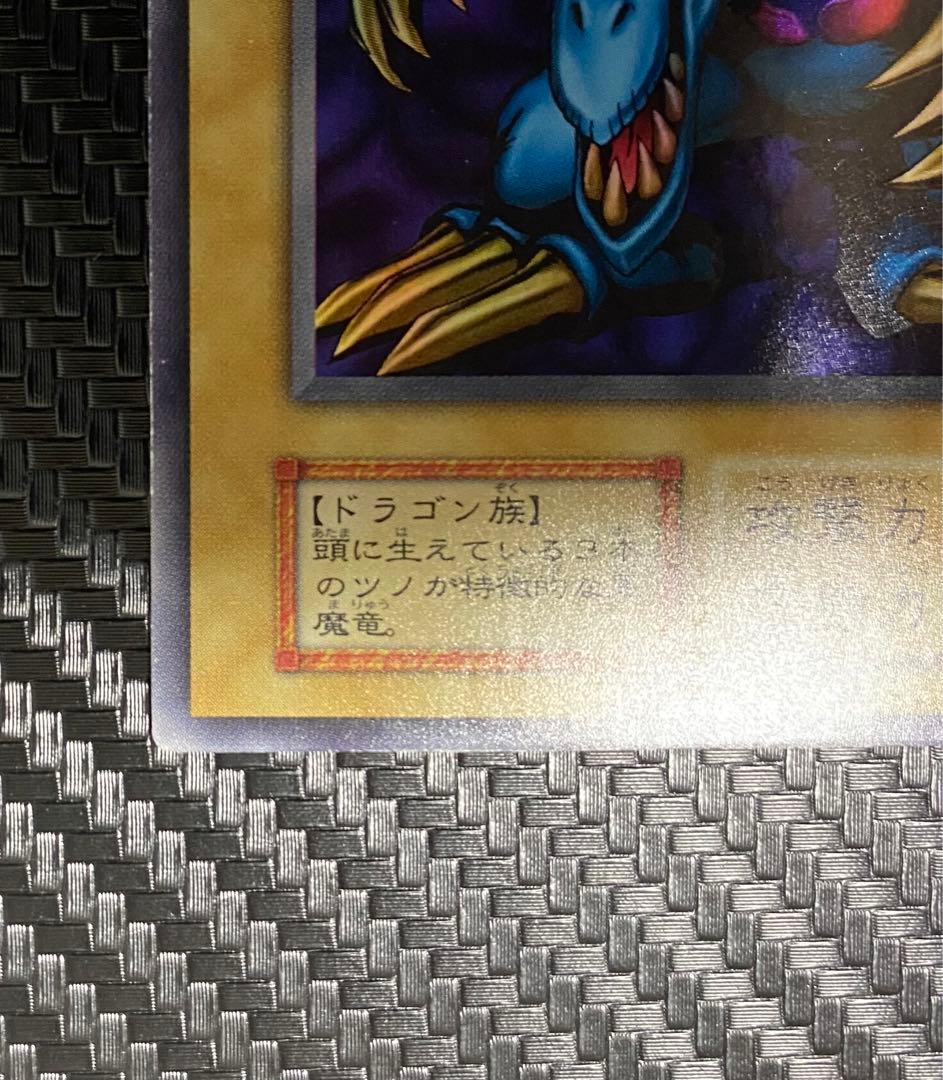 【ドラゴン族】
頭に生えている3本
のツノが特徴的な
魔竜。
攻撃力
力